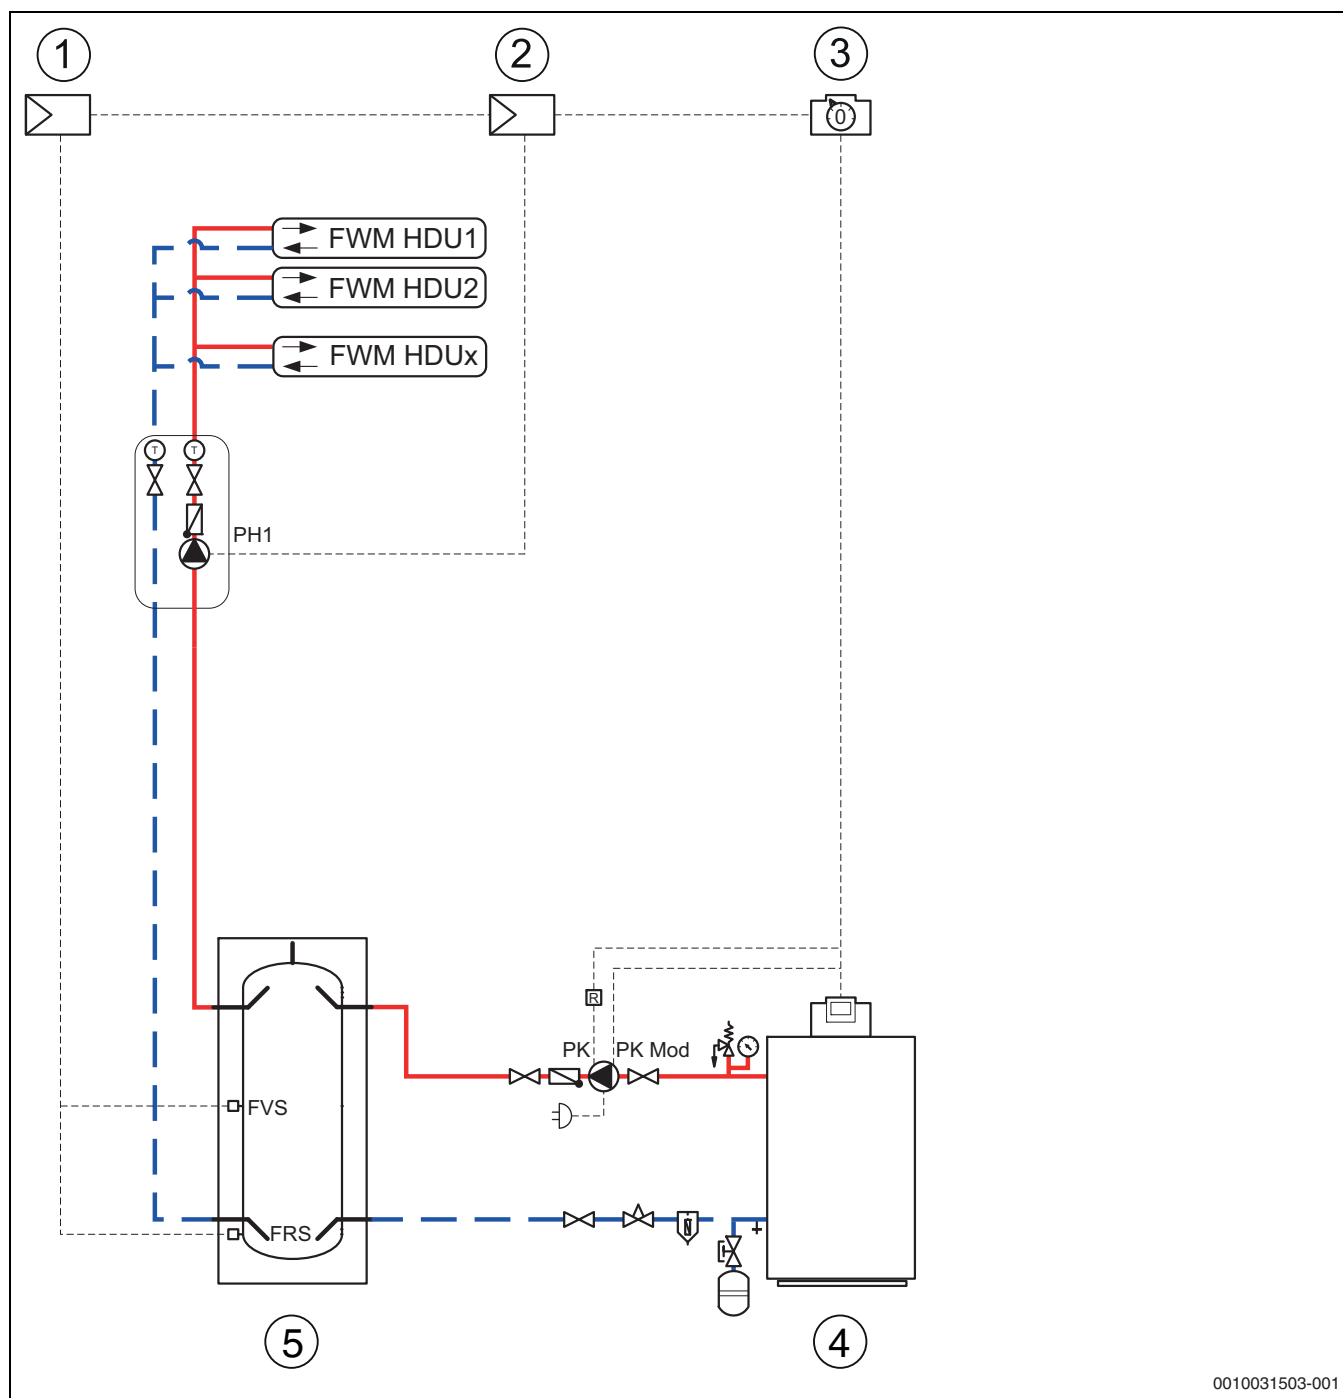 1
2
3
0
FWM HDU1
FWM HDU2
FWM HDUx
T T
PH1
R
PK PK Mod
FVS
FRS
5
4
0010031503-001